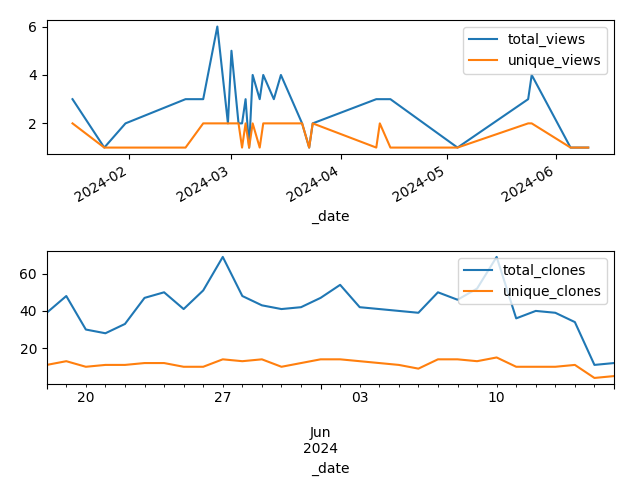 6
4
2
total_views
unique_views
2024-02
2024-03
2024-04
2024-05
2024-06
_date
60
40
20
total_clones
unique_clones
20
27
03
10
Jun
2024
_date